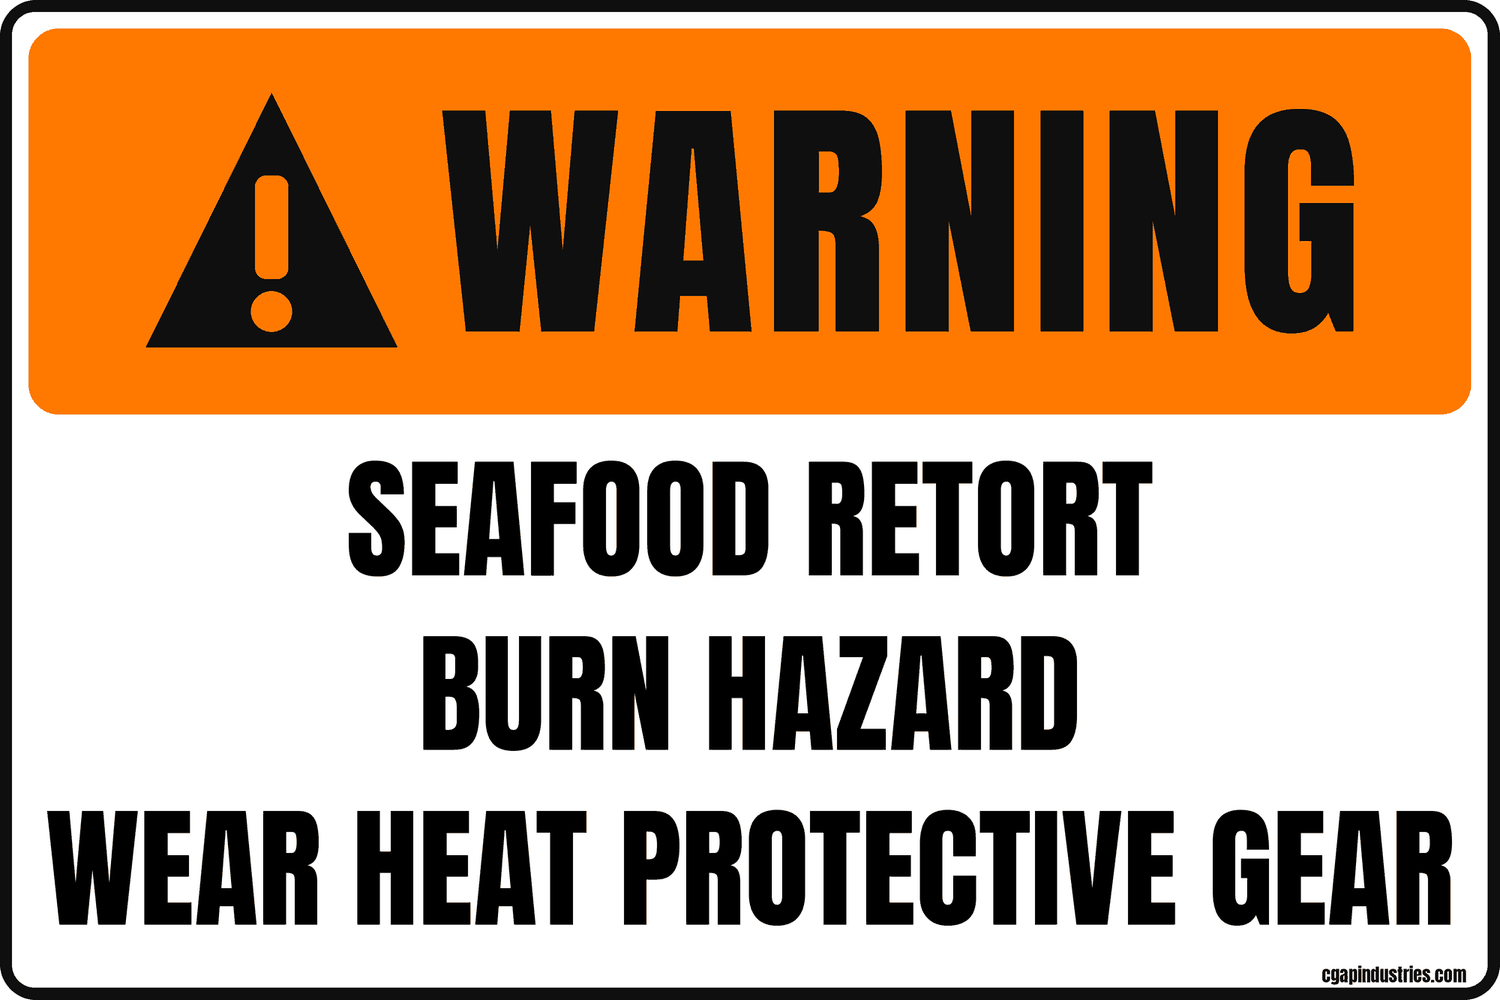 WARNING
SEAFOOD RETORT
BURN HAZARD
WEAR HEAT PROTECTIVE GEAR
cgapindustries.com